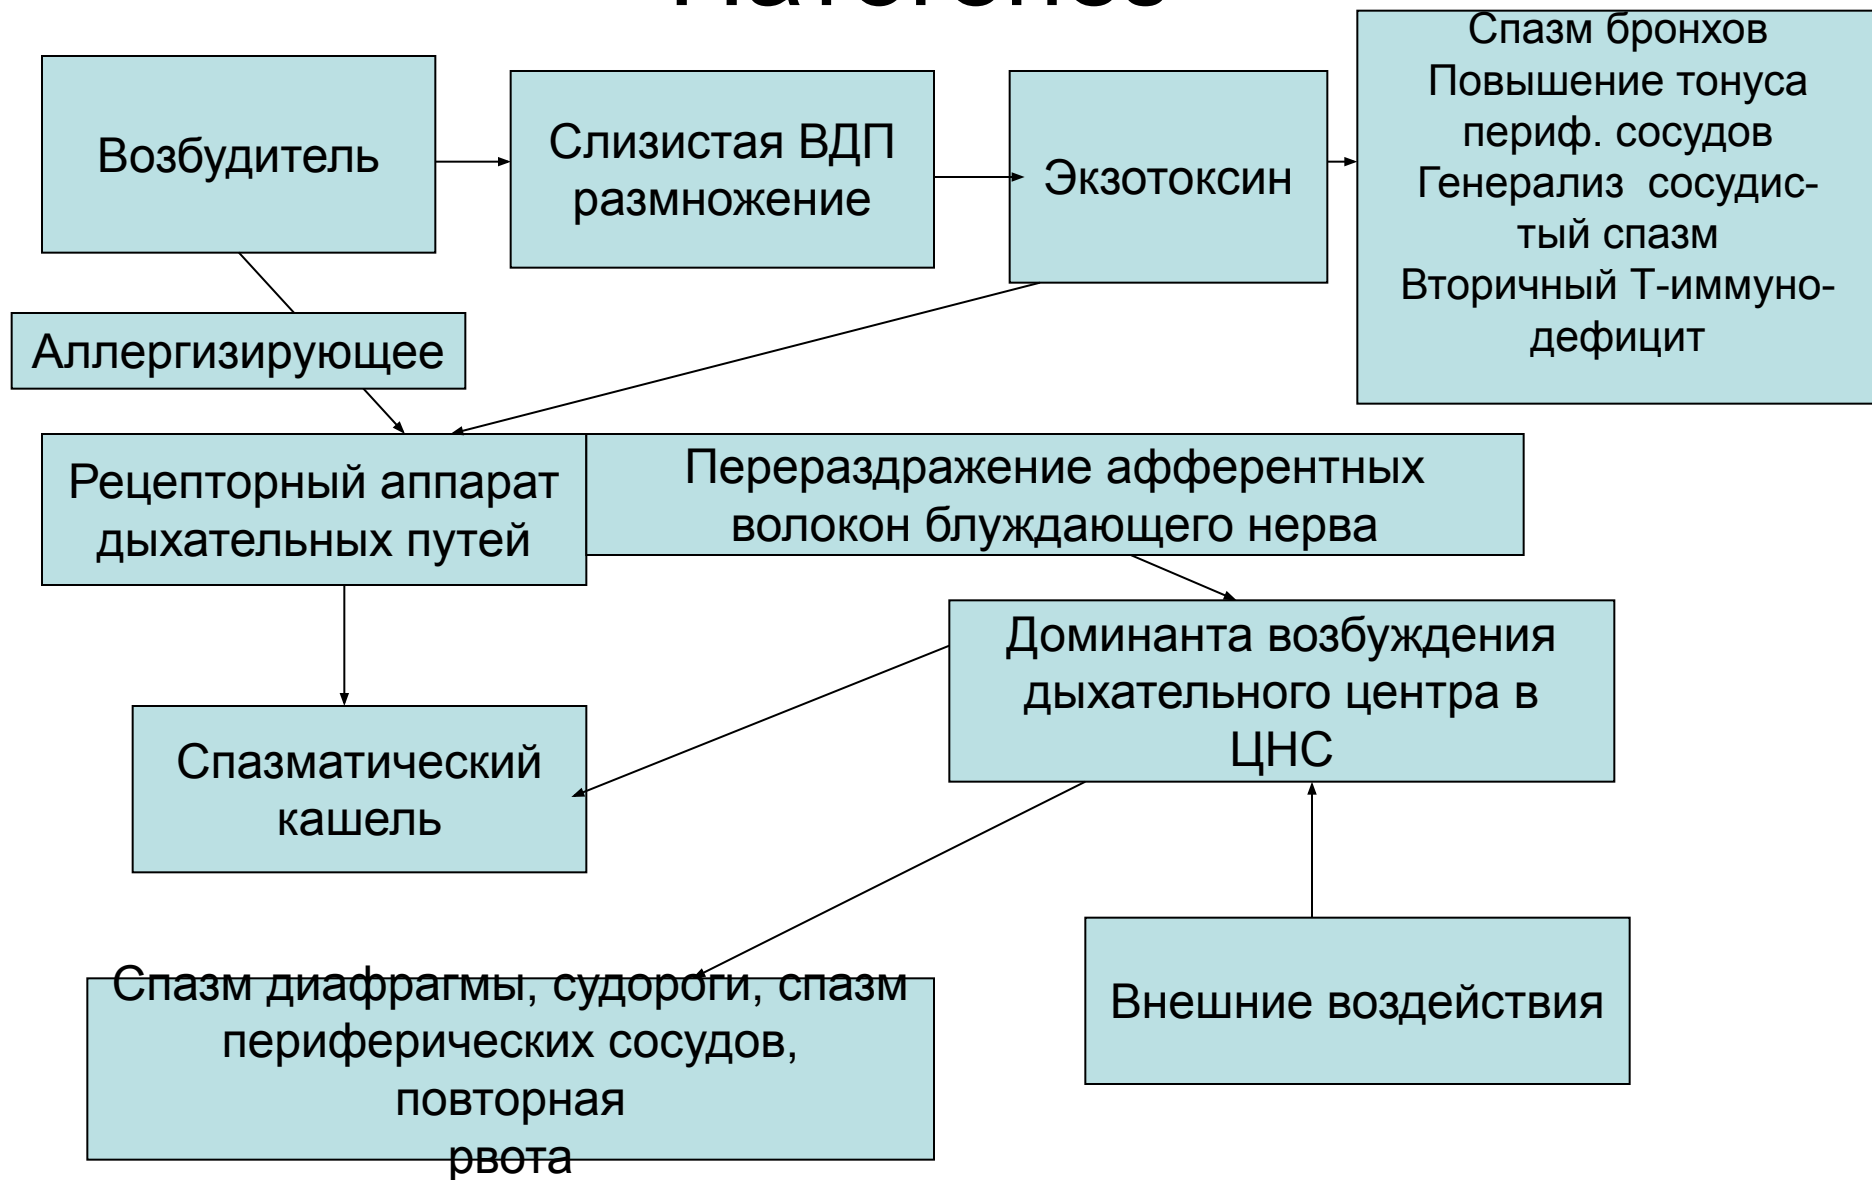 Патогенез
Спазм бронхов
Повышение тонуса
периф. сосудов
Генерализ сосудис-
тый спазм
Вторичный Т-иммуно-
дефицит
Возбудитель
Слизистая ВДП
размножение
Экзотоксин
Аллергизирующее
Рецепторный аппарат
дыхательных путей
Перераздражение афферентных
волокон блуждающего нерва
Доминанта возбуждения
дыхательного центра в
ЦНС
Спазматический
кашель
Спазм диафрагмы, судороги, спазм
периферических сосудов,
повторная
рвота
Внешние воздействия